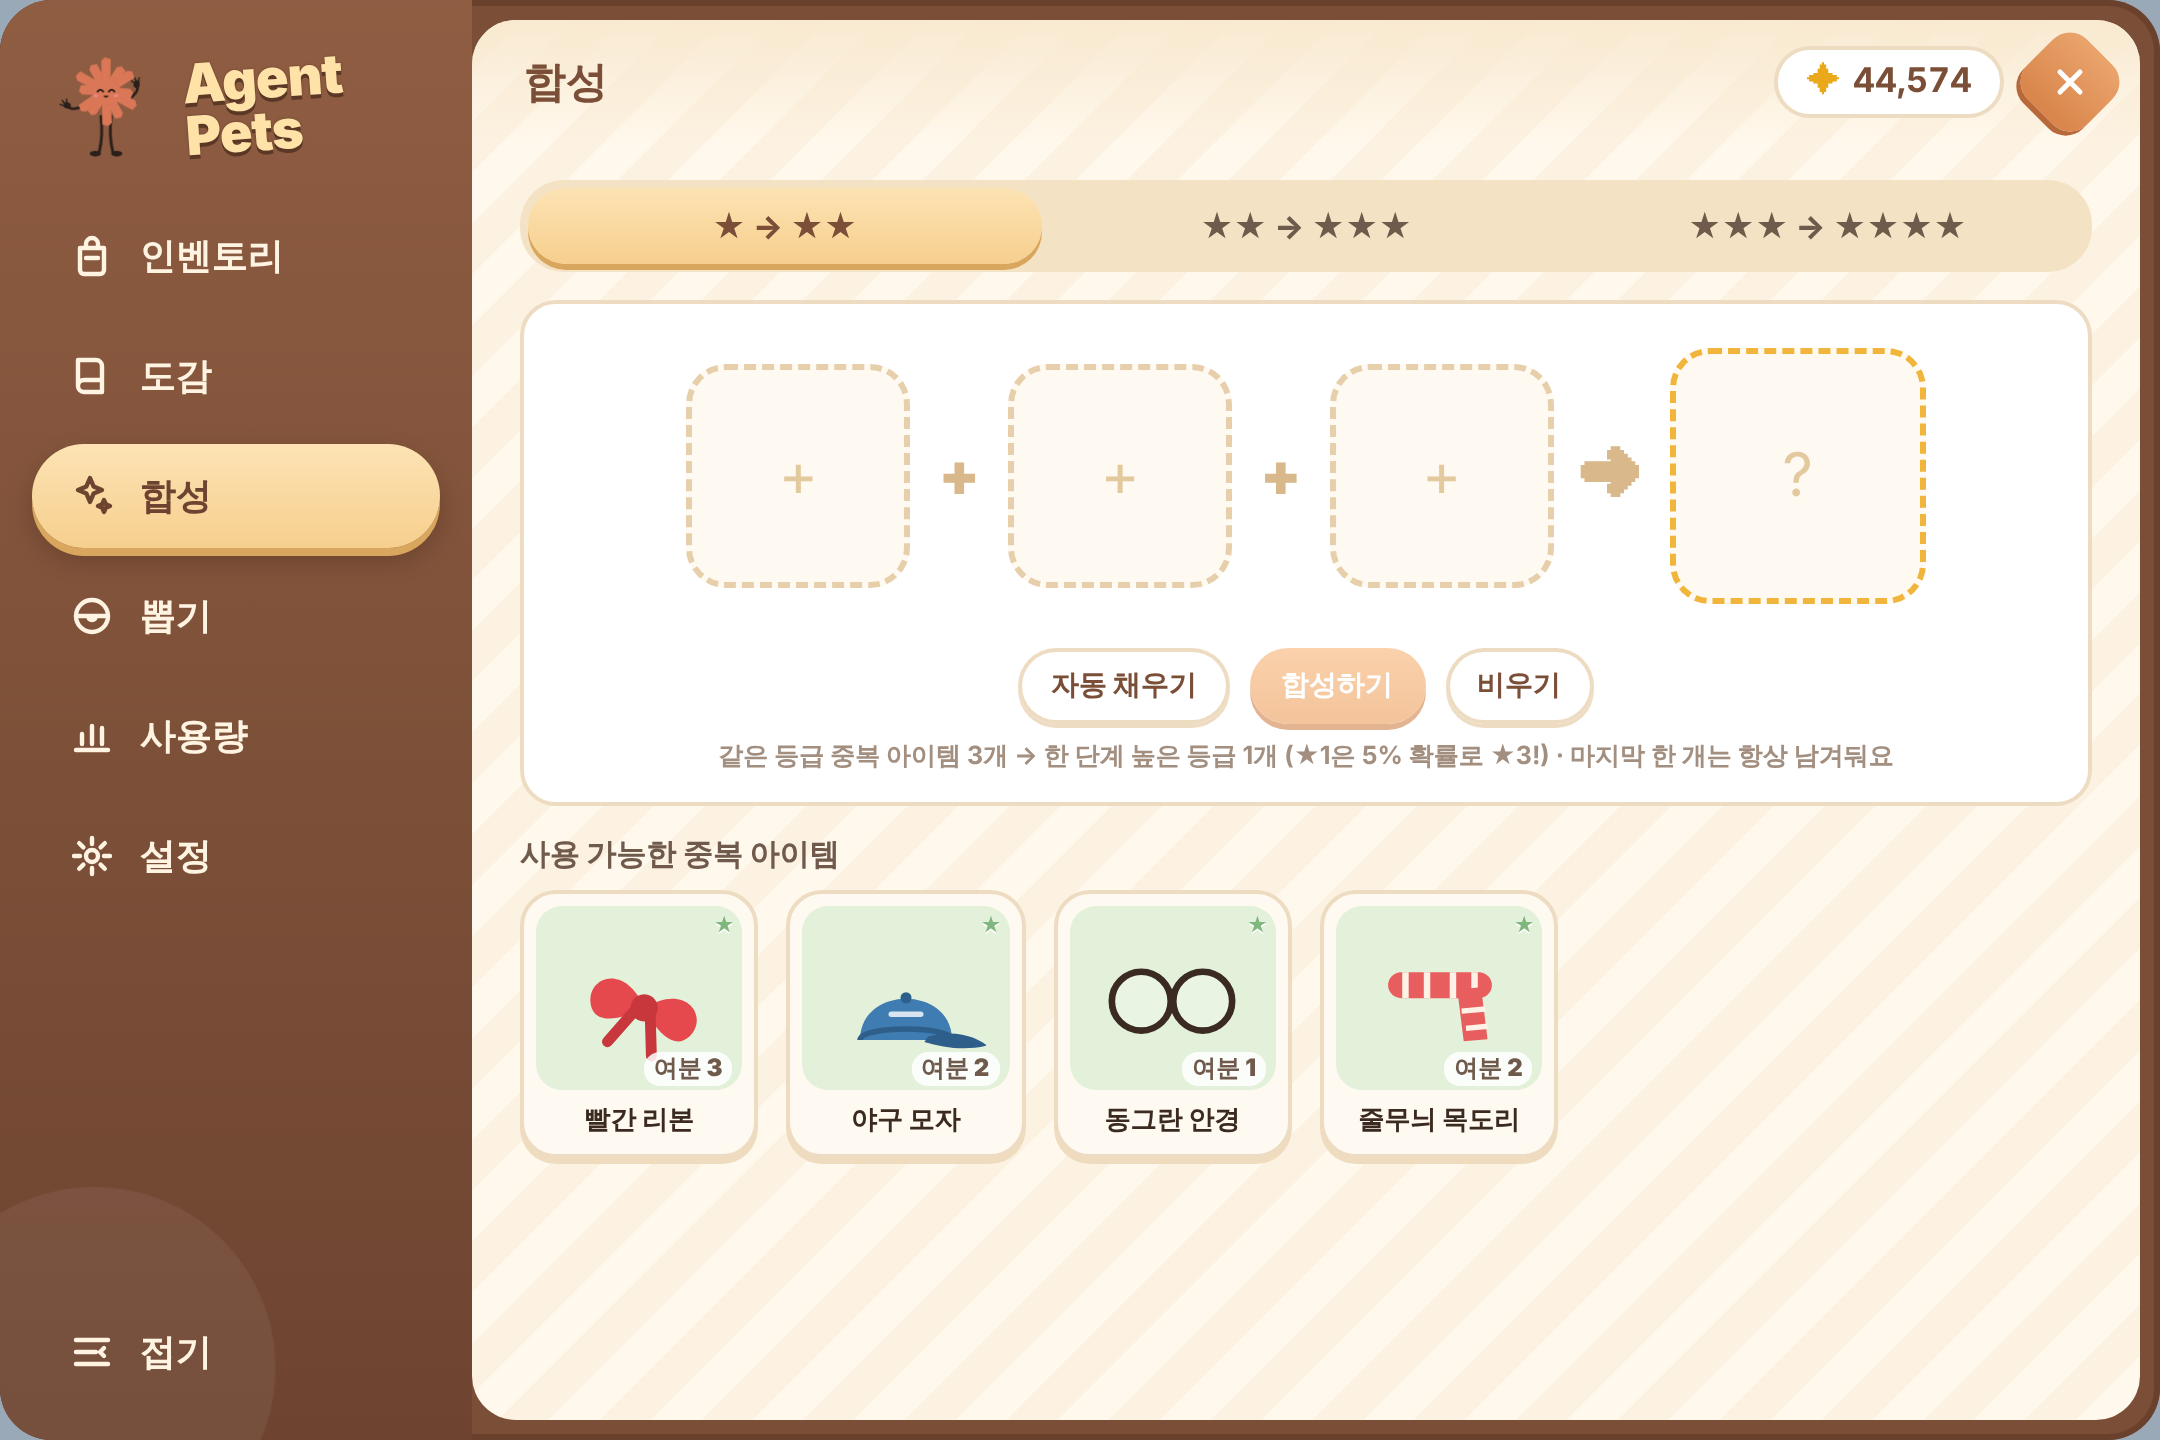 Agent
Pets
인벤토리
도감
합성
뽑기
사용량
설정
접기
합성
44,574
★ → ★★
★★ → ★★★
★★★ → ★★★★
+ + + + + ?
자동 채우기
합성하기
비우기
같은 등급 중복 아이템 3개 → 한 단계 높은 등급 1개 (★1은 5% 확률로 ★3!) · 마지막 한 개는 항상 남겨둬요
사용 가능한 중복 아이템
★
여분 3
빨간 리본
★
여분 2
야구 모자
★
여분 1
동그란 안경
★
여분 2
줄무늬 목도리